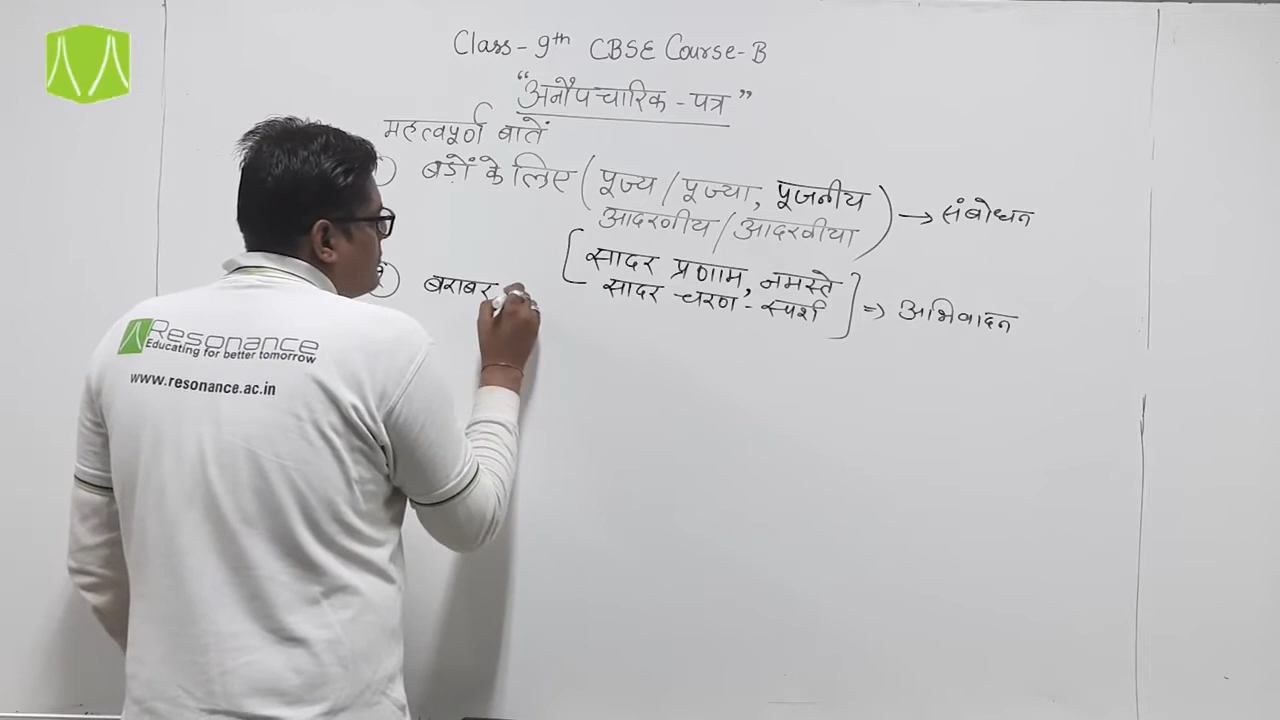 Class-9th CBSE Course-B
"अनौपचारिक - पत्र"
महत्वपूर्ण बातें
बड़ों के लिए (पूज्य / पूज्या, पूजनीय
आदरणीय / आदरणीया) → संबोधन
[सादर प्रणाम, नमस्ते
सादर चरण - स्पर्श] => अभिवादन
२ बराबर
Resonance
Educating for better tomorrow
www.resonance.ac.in